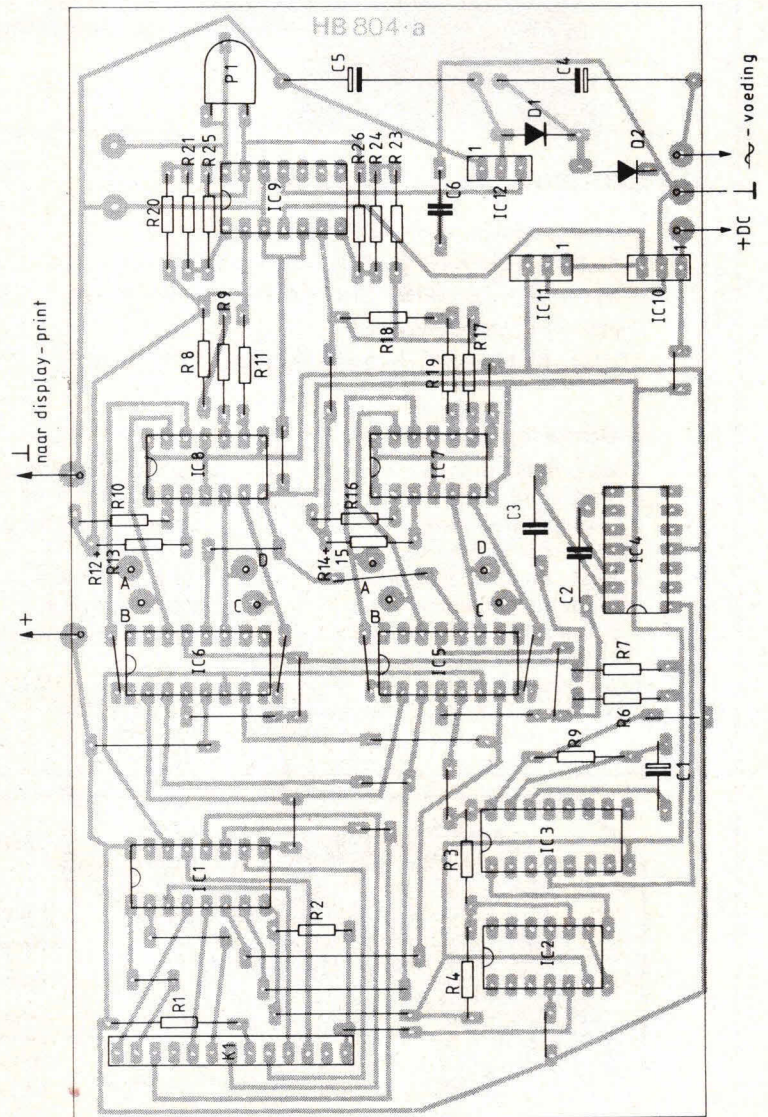 HB 804·a
C5
C4
P1
D1
D2
R20
R21
R25
IC9
R26
R24
R23
C6
1
IC12
~ - voeding
⊥
+DC
1
IC11
1
IC10
R8
R9
R11
R18
R19
R17
⊥
naar display-print
+
IC8
IC7
R10
R12+
R13
R16
R14+
15
C3
C2
IC4
A
B
D
C
A
B
D
C
IC6
IC5
R7
R6
R9
C1
IC1
R3
IC3
R2
R4
IC2
R1
K1